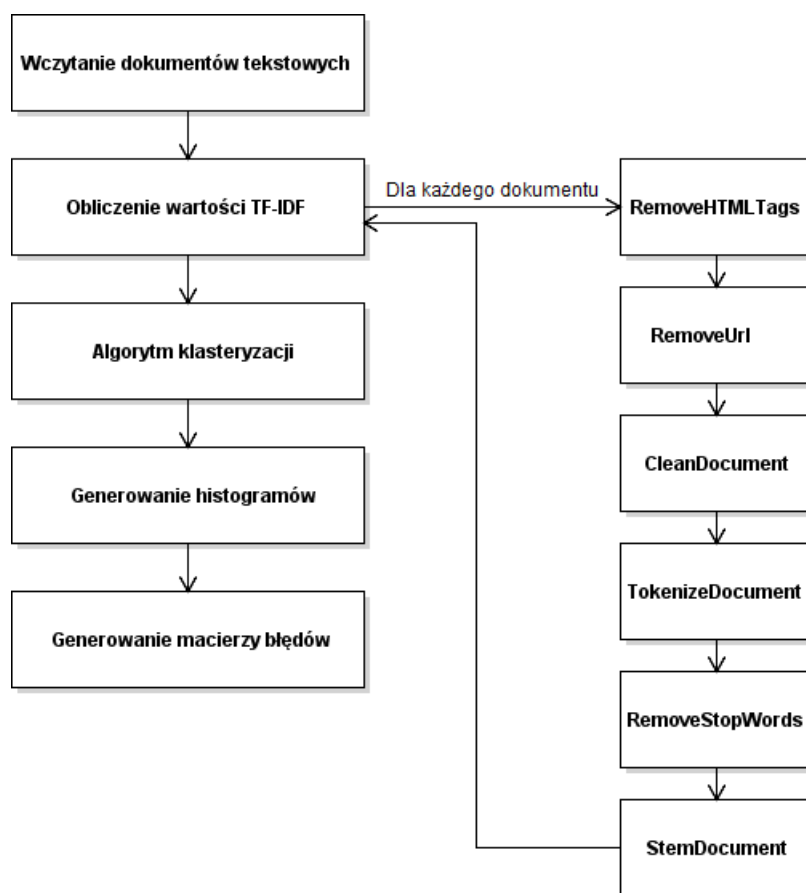 Wczytanie dokumentów tekstowych
Obliczenie wartości TF-IDF
Dla każdego dokumentu
RemoveHTMLTags
Algorytm klasteryzacji
RemoveUrl
CleanDocument
Generowanie histogramów
TokenizeDocument
Generowanie macierzy błędów
RemoveStopWords
StemDocument